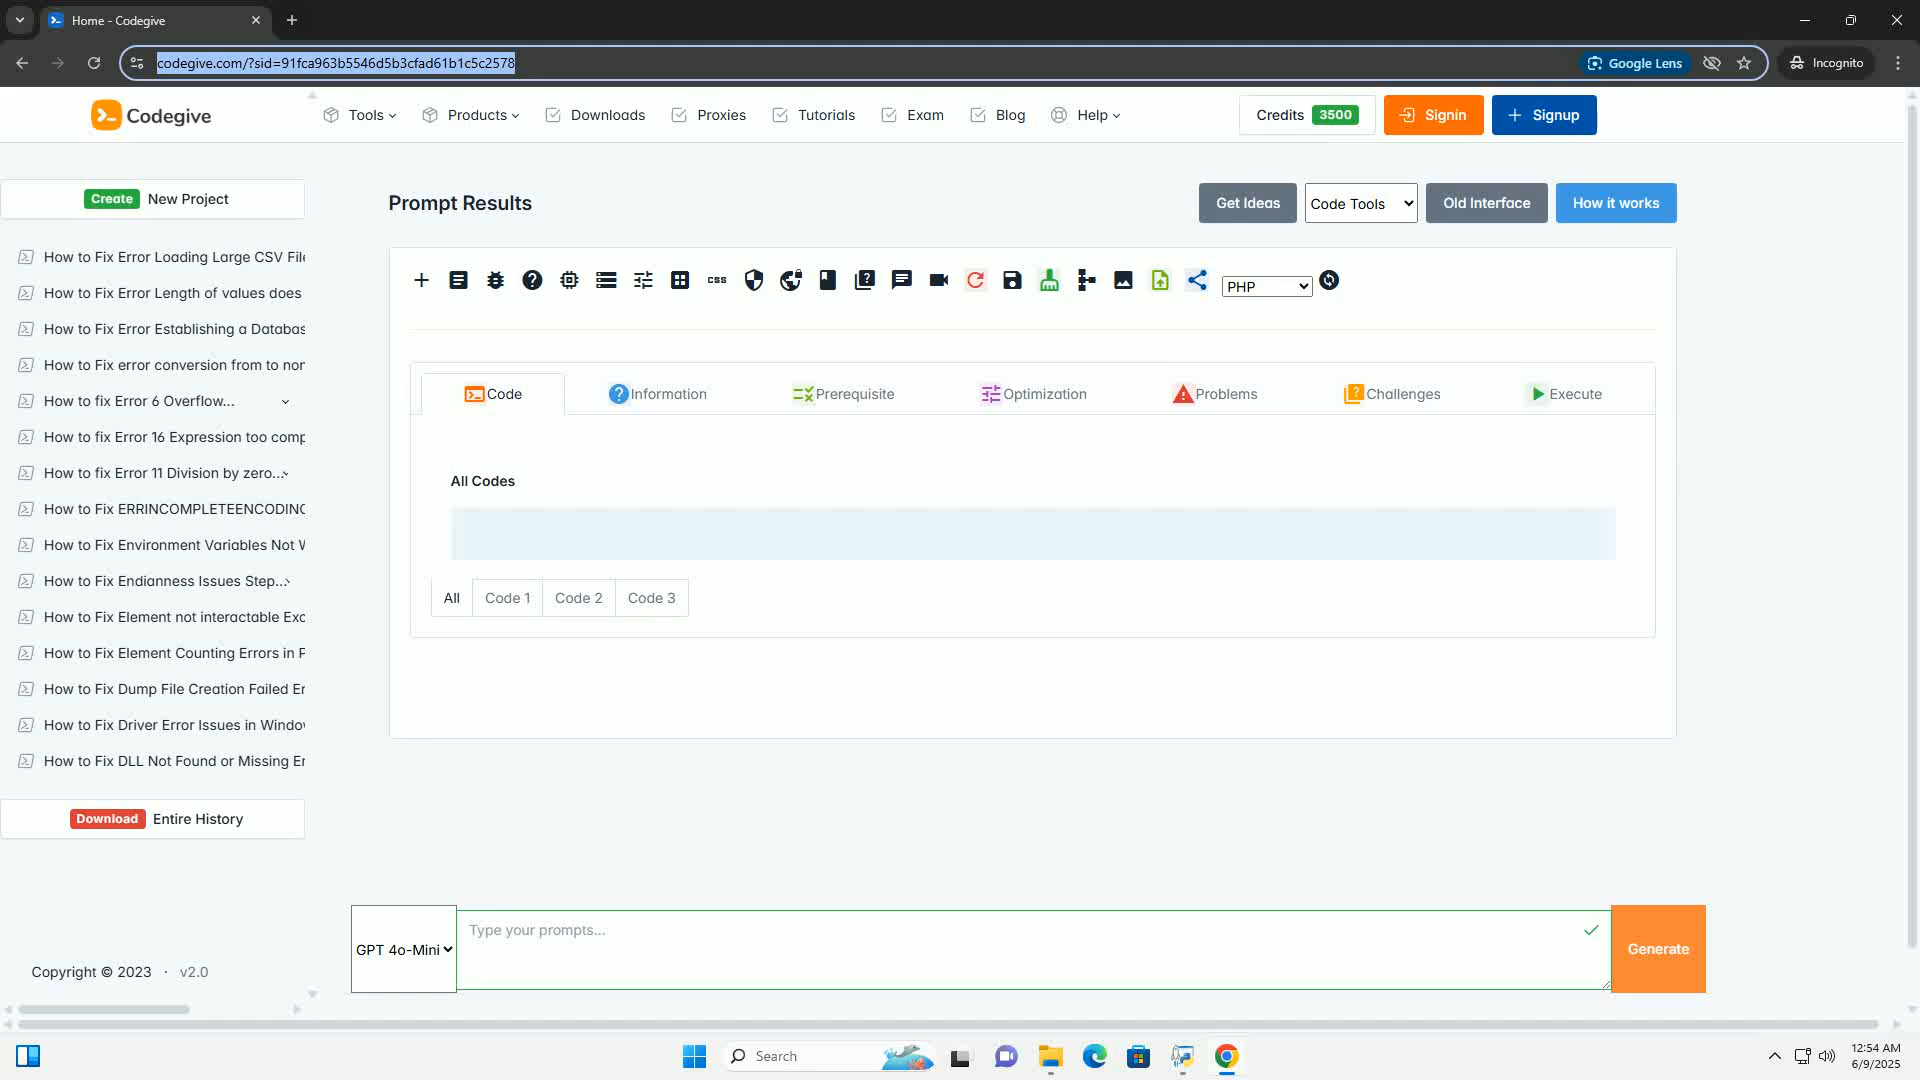 Home - Codegive
codegive.com/?sid=91fca963b5546d5b3cfad61b1c5c2578
Google Lens
Incognito
Codegive
Tools
Products
Downloads
Proxies
Tutorials
Exam
Blog
Help
Credits 3500
Signin
Signup
Create New Project
How to Fix Error Loading Large CSV File
How to Fix Error Length of values does
How to Fix Error Establishing a Databas
How to Fix error conversion from to non
How to fix Error 6 Overflow...
How to fix Error 16 Expression too comp
How to fix Error 11 Division by zero...
How to Fix ERRINCOMPLETEENCODING
How to Fix Environment Variables Not W
How to Fix Endianness Issues Step...
How to Fix Element not interactable Exc
How to Fix Element Counting Errors in P
How to Fix Dump File Creation Failed Er
How to Fix Driver Error Issues in Window
How to Fix DLL Not Found or Missing Er
Download Entire History
Copyright © 2023 · v2.0
Prompt Results
Get Ideas
Code Tools
Old Interface
How it works
CSS
PHP
Code
Information
Prerequisite
Optimization
Problems
Challenges
Execute
All Codes
All
Code 1
Code 2
Code 3
GPT 4o-Mini
Type your prompts...
Generate
Search
12:54 AM
6/9/2025